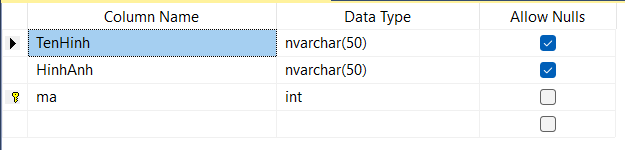 Column Name Data Type Allow Nulls
TenHinh nvarchar(50)
HinhAnh nvarchar(50)
ma int